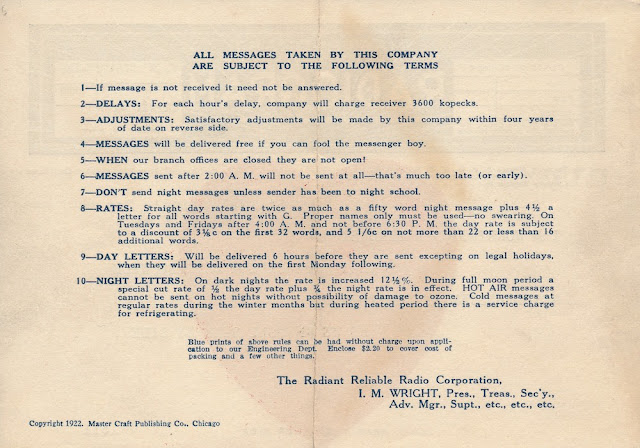 ALL MESSAGES TAKEN BY THIS COMPANY
ARE SUBJECT TO THE FOLLOWING TERMS
1—If message is not received it need not be answered.
2—DELAYS: For each hour's delay, company will charge receiver 3600 kopecks.
3—ADJUSTMENTS: Satisfactory adjustments will be made by this company within four years
of date on reverse side.
4—MESSAGES will be delivered free if you can fool the messenger boy.
5—WHEN our branch offices are closed they are not open!
6—MESSAGES sent after 2:00 A. M. will not be sent at all—that's much too late (or early).
7—DON'T send night messages unless sender has been to night school.
8—RATES: Straight day rates are twice as much as a fifty word night message plus 4½ a
letter for all words starting with G. Proper names only must be used—no swearing. On
Tuesdays and Fridays after 4:00 A. M. and not before 6:30 P. M. the day rate is subject
to a discount of 3⅜c on the first 32 words, and 5 1/6c on not more than 22 or less than 16
additional words.
9—DAY LETTERS: Will be delivered 6 hours before they are sent excepting on legal holidays,
when they will be delivered on the first Monday following.
10—NIGHT LETTERS: On dark nights the rate is increased 12½%. During full moon period a
special cut rate of ½ the day rate plus ¾ the night rate is in effect. HOT AIR messages
cannot be sent on hot nights without possibility of damage to ozone. Cold messages at
regular rates during the winter months but during heated period there is a service charge
for refrigerating.
Blue prints of above rules can be had without charge upon appli-
cation to our Engineering Dept. Enclose $2.20 to cover cost of
packing and a few other things.
The Radiant Reliable Radio Corporation,
I. M. WRIGHT, Pres., Treas., Sec'y.,
Adv. Mgr., Supt., etc., etc., etc.
Copyright 1922. Master Craft Publishing Co., Chicago